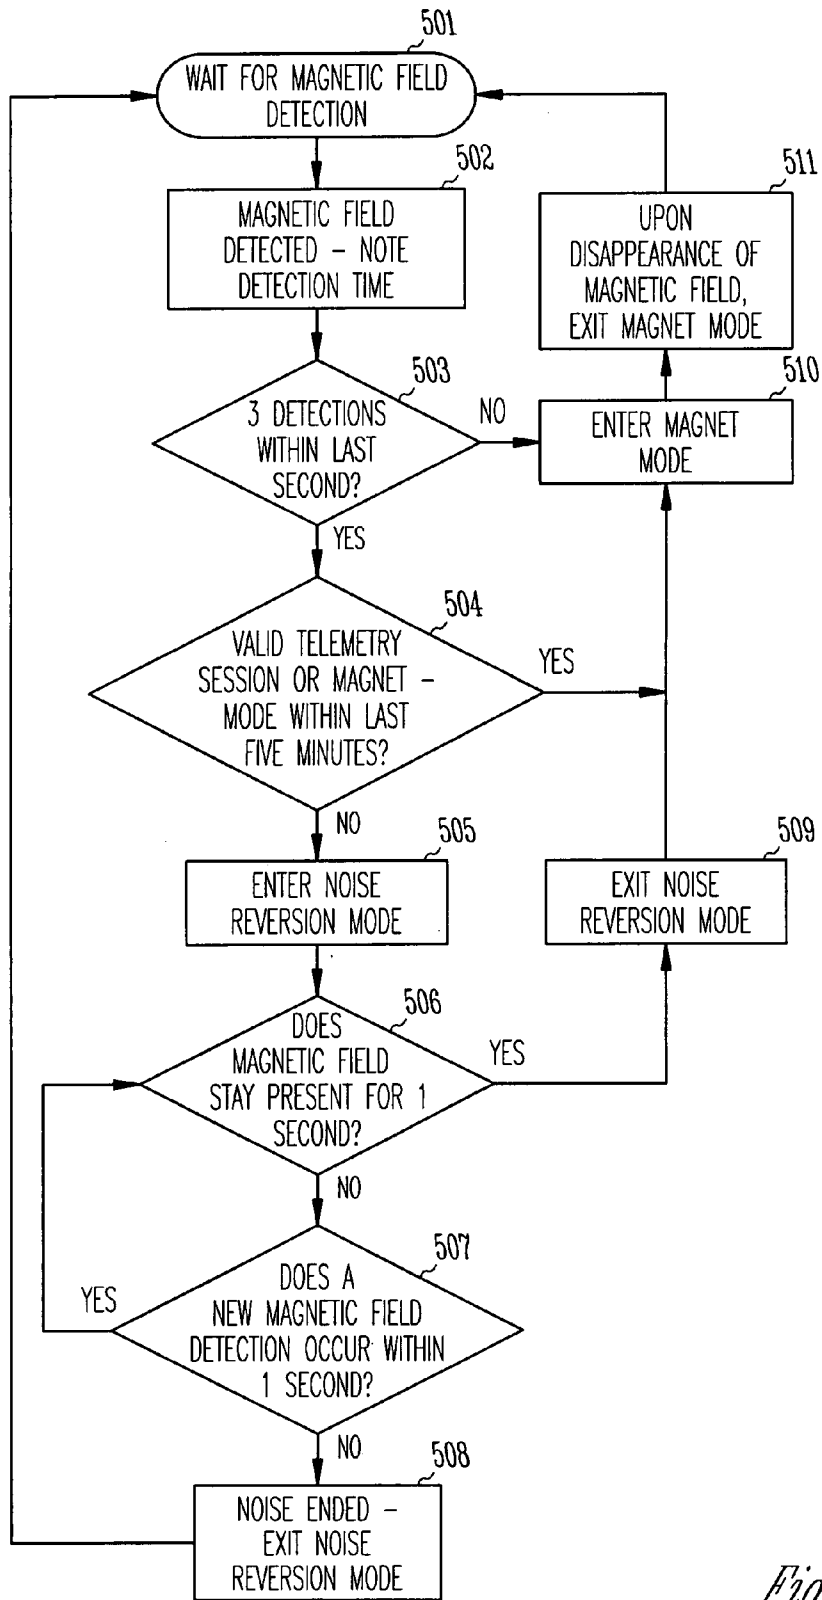 501
WAIT FOR MAGNETIC FIELD
DETECTION
502
MAGNETIC FIELD
DETECTED – NOTE
DETECTION TIME
511
UPON
DISAPPEARANCE OF
MAGNETIC FIELD,
EXIT MAGNET MODE
503
3 DETECTIONS
WITHIN LAST
SECOND?
NO
510
ENTER MAGNET
MODE
YES
504
VALID TELEMETRY
SESSION OR MAGNET –
MODE WITHIN LAST
FIVE MINUTES?
YES
NO
505
ENTER NOISE
REVERSION MODE
509
EXIT NOISE
REVERSION MODE
506
DOES
MAGNETIC FIELD
STAY PRESENT FOR 1
SECOND?
YES
NO
507
DOES A
NEW MAGNETIC FIELD
DETECTION OCCUR WITHIN
1 SECOND?
YES
NO
508
NOISE ENDED –
EXIT NOISE
REVERSION MODE
Fig